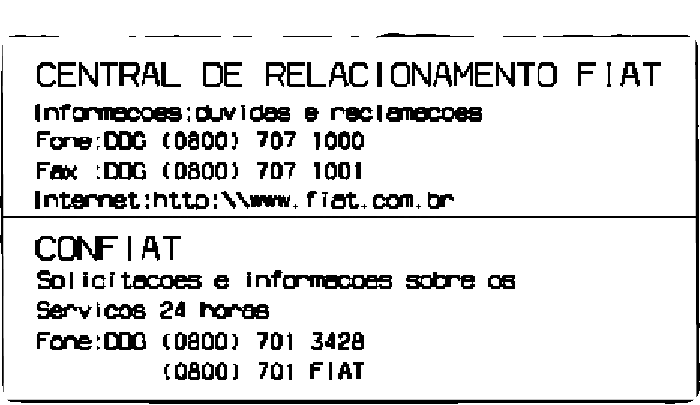 CENTRAL DE RELACIONAMENTO FIAT
Informacoes:duvidas e reclamacoes
Fone:DDG (0800) 707 1000
Fax :DDG (0800) 707 1001
Internet:http:\\www.fiat.com.br
CONFIAT
Solicitacoes e informacoes sobre os
Servicos 24 horas
Fone:DDG (0800) 701 3428
(0800) 701 FIAT